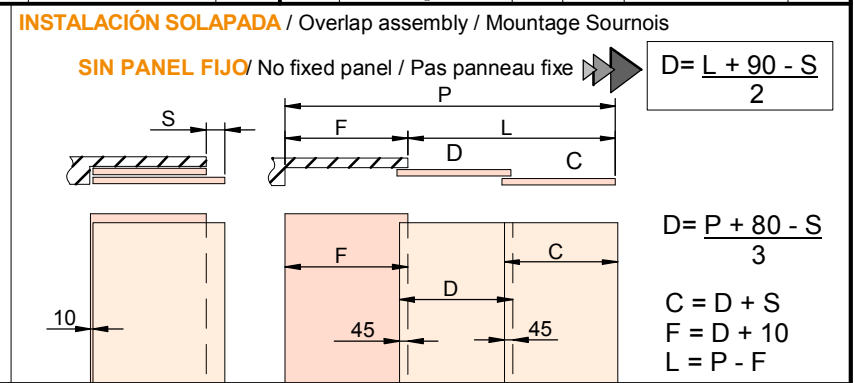 INSTALACIÓN SOLAPADA / Overlap assembly / Mountage Sournois
SIN PANEL FIJO/ No fixed panel / Pas panneau fixe
D= L + 90 - S
2
P
S
F
L
D
C
D= P + 80 - S
3
F
C
D
10
45
45
C = D + S
F = D + 10
L = P - F